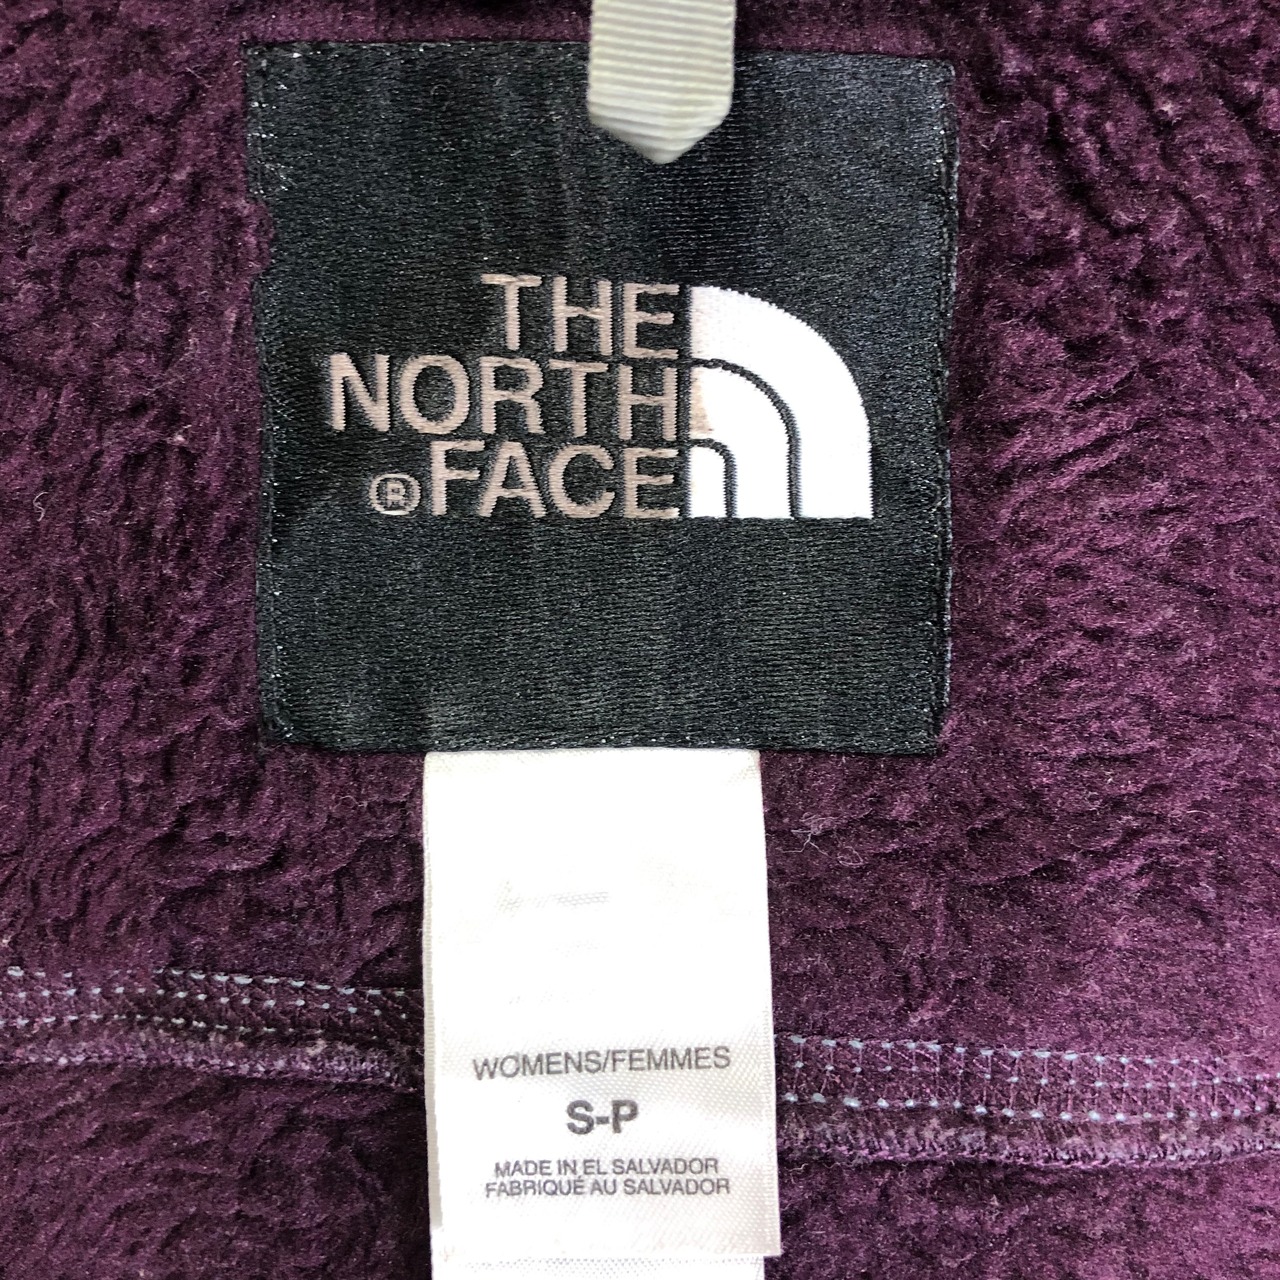 THE
NORTH
®FACE
WOMENS/FEMMES
S-P
MADE IN EL SALVADOR
FABRIQUÉ AU SALVADOR